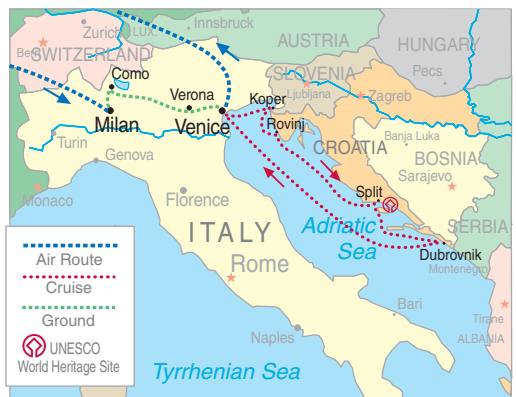 Zurich
LUX.
Innsbruck
AUSTRIA
HUNGARY
Pecs
SWITZERLAND
Como
SLOVENIA
Ljubljana
Zagreb
Verona
Koper
Milan
Venice
Rovinj
Turin
Genova
CROATIA
Banja Luka
BOSNIA
Sarajevo
Monaco
Florence
Split
Adriatic
Sea
SERBIA
ITALY
Rome
Dubrovnik
Montenegro
Air Route
Cruise
Ground
UNESCO
World Heritage Site
Bari
Tirane
ALBANIA
Naples
Tyrrhenian Sea